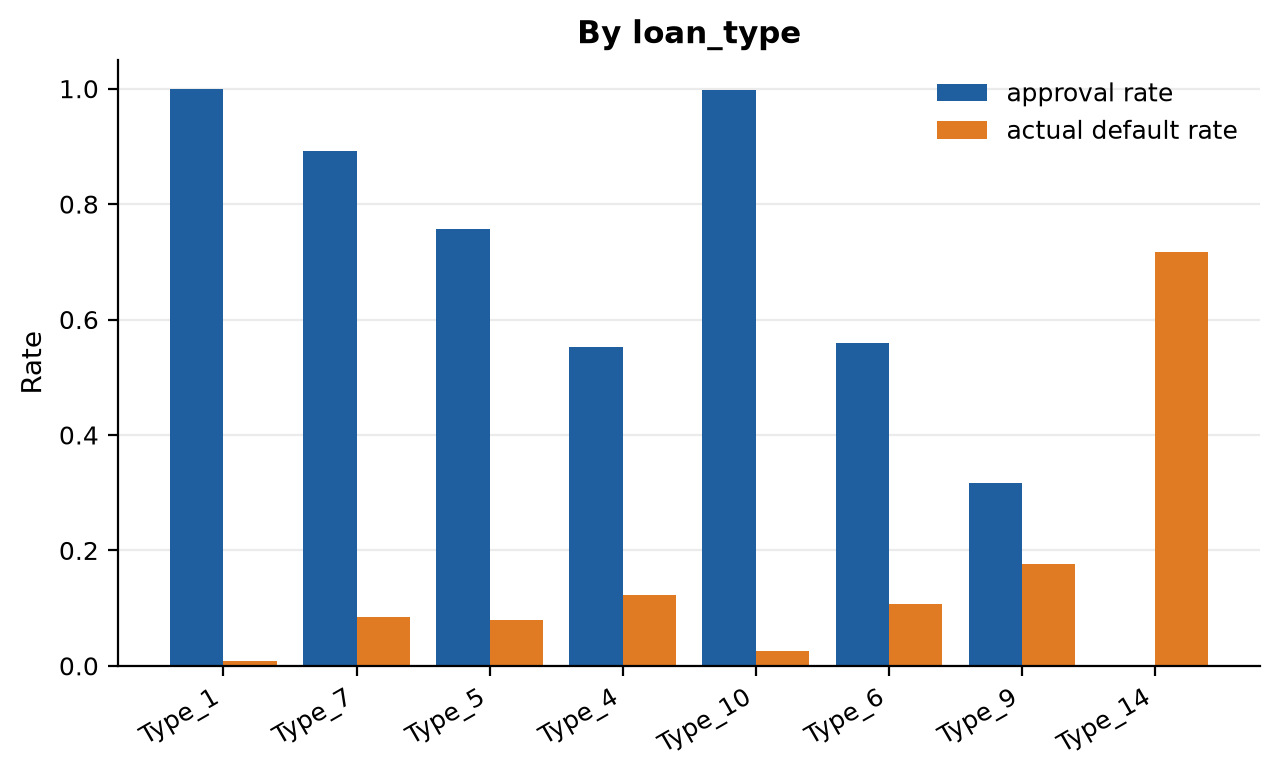 By loan_type
approval rate
actual default rate
Rate
1.0
0.8
0.6
0.4
0.2
0.0
Type_1
Type_7
Type_5
Type_4
Type_10
Type_6
Type_9
Type_14